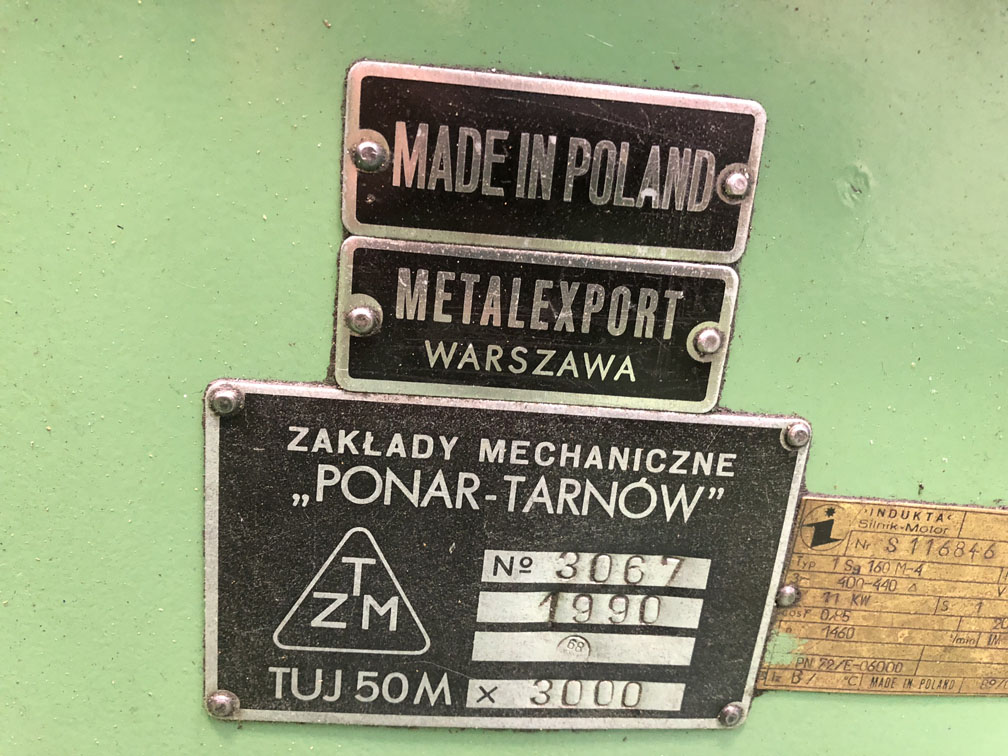 MADE IN POLAND
METALEXPORT
WARSZAWA
ZAKŁADY MECHANICZNE
„PONAR-TARNÓW”
T
ZM
Nº 3067
1990
68
TUJ 50M x 3000
"INDUKTA"
Silnik-Motor
Nr S 116846
Typ 1 Sg 160 M-4
400-440 △ V
11 KW S 1
0,85
1460 /min
PN 72/E-06000
°C MADE IN POLAND